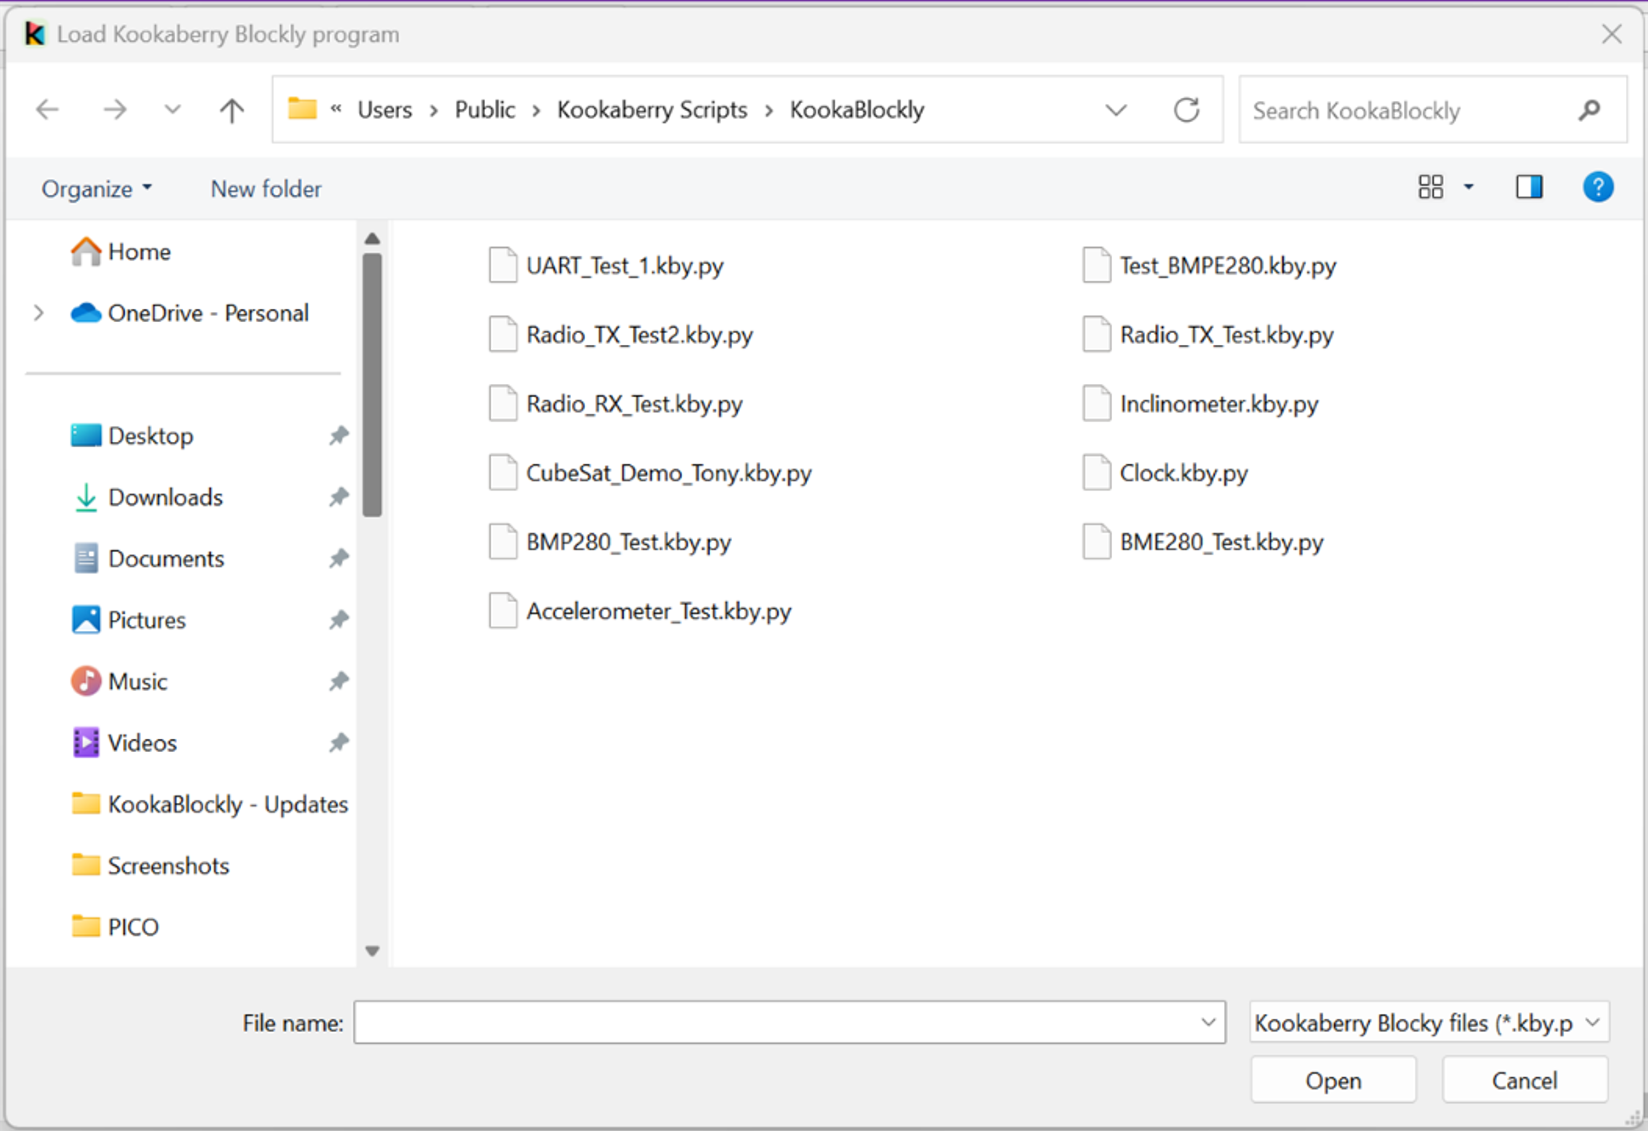 Load Kookaberry Blockly program
« Users > Public > Kookaberry Scripts > KookaBlockly
Search KookaBlockly
Organize
New folder
?
Home
OneDrive - Personal
Desktop
Downloads
Documents
Pictures
Music
Videos
KookaBlockly - Updates
Screenshots
PICO
UART_Test_1.kby.py
Test_BMPE280.kby.py
Radio_TX_Test2.kby.py
Radio_TX_Test.kby.py
Radio_RX_Test.kby.py
Inclinometer.kby.py
CubeSat_Demo_Tony.kby.py
Clock.kby.py
BMP280_Test.kby.py
BME280_Test.kby.py
Accelerometer_Test.kby.py
File name:
Kookaberry Blocky files (*.kby.p
Open
Cancel